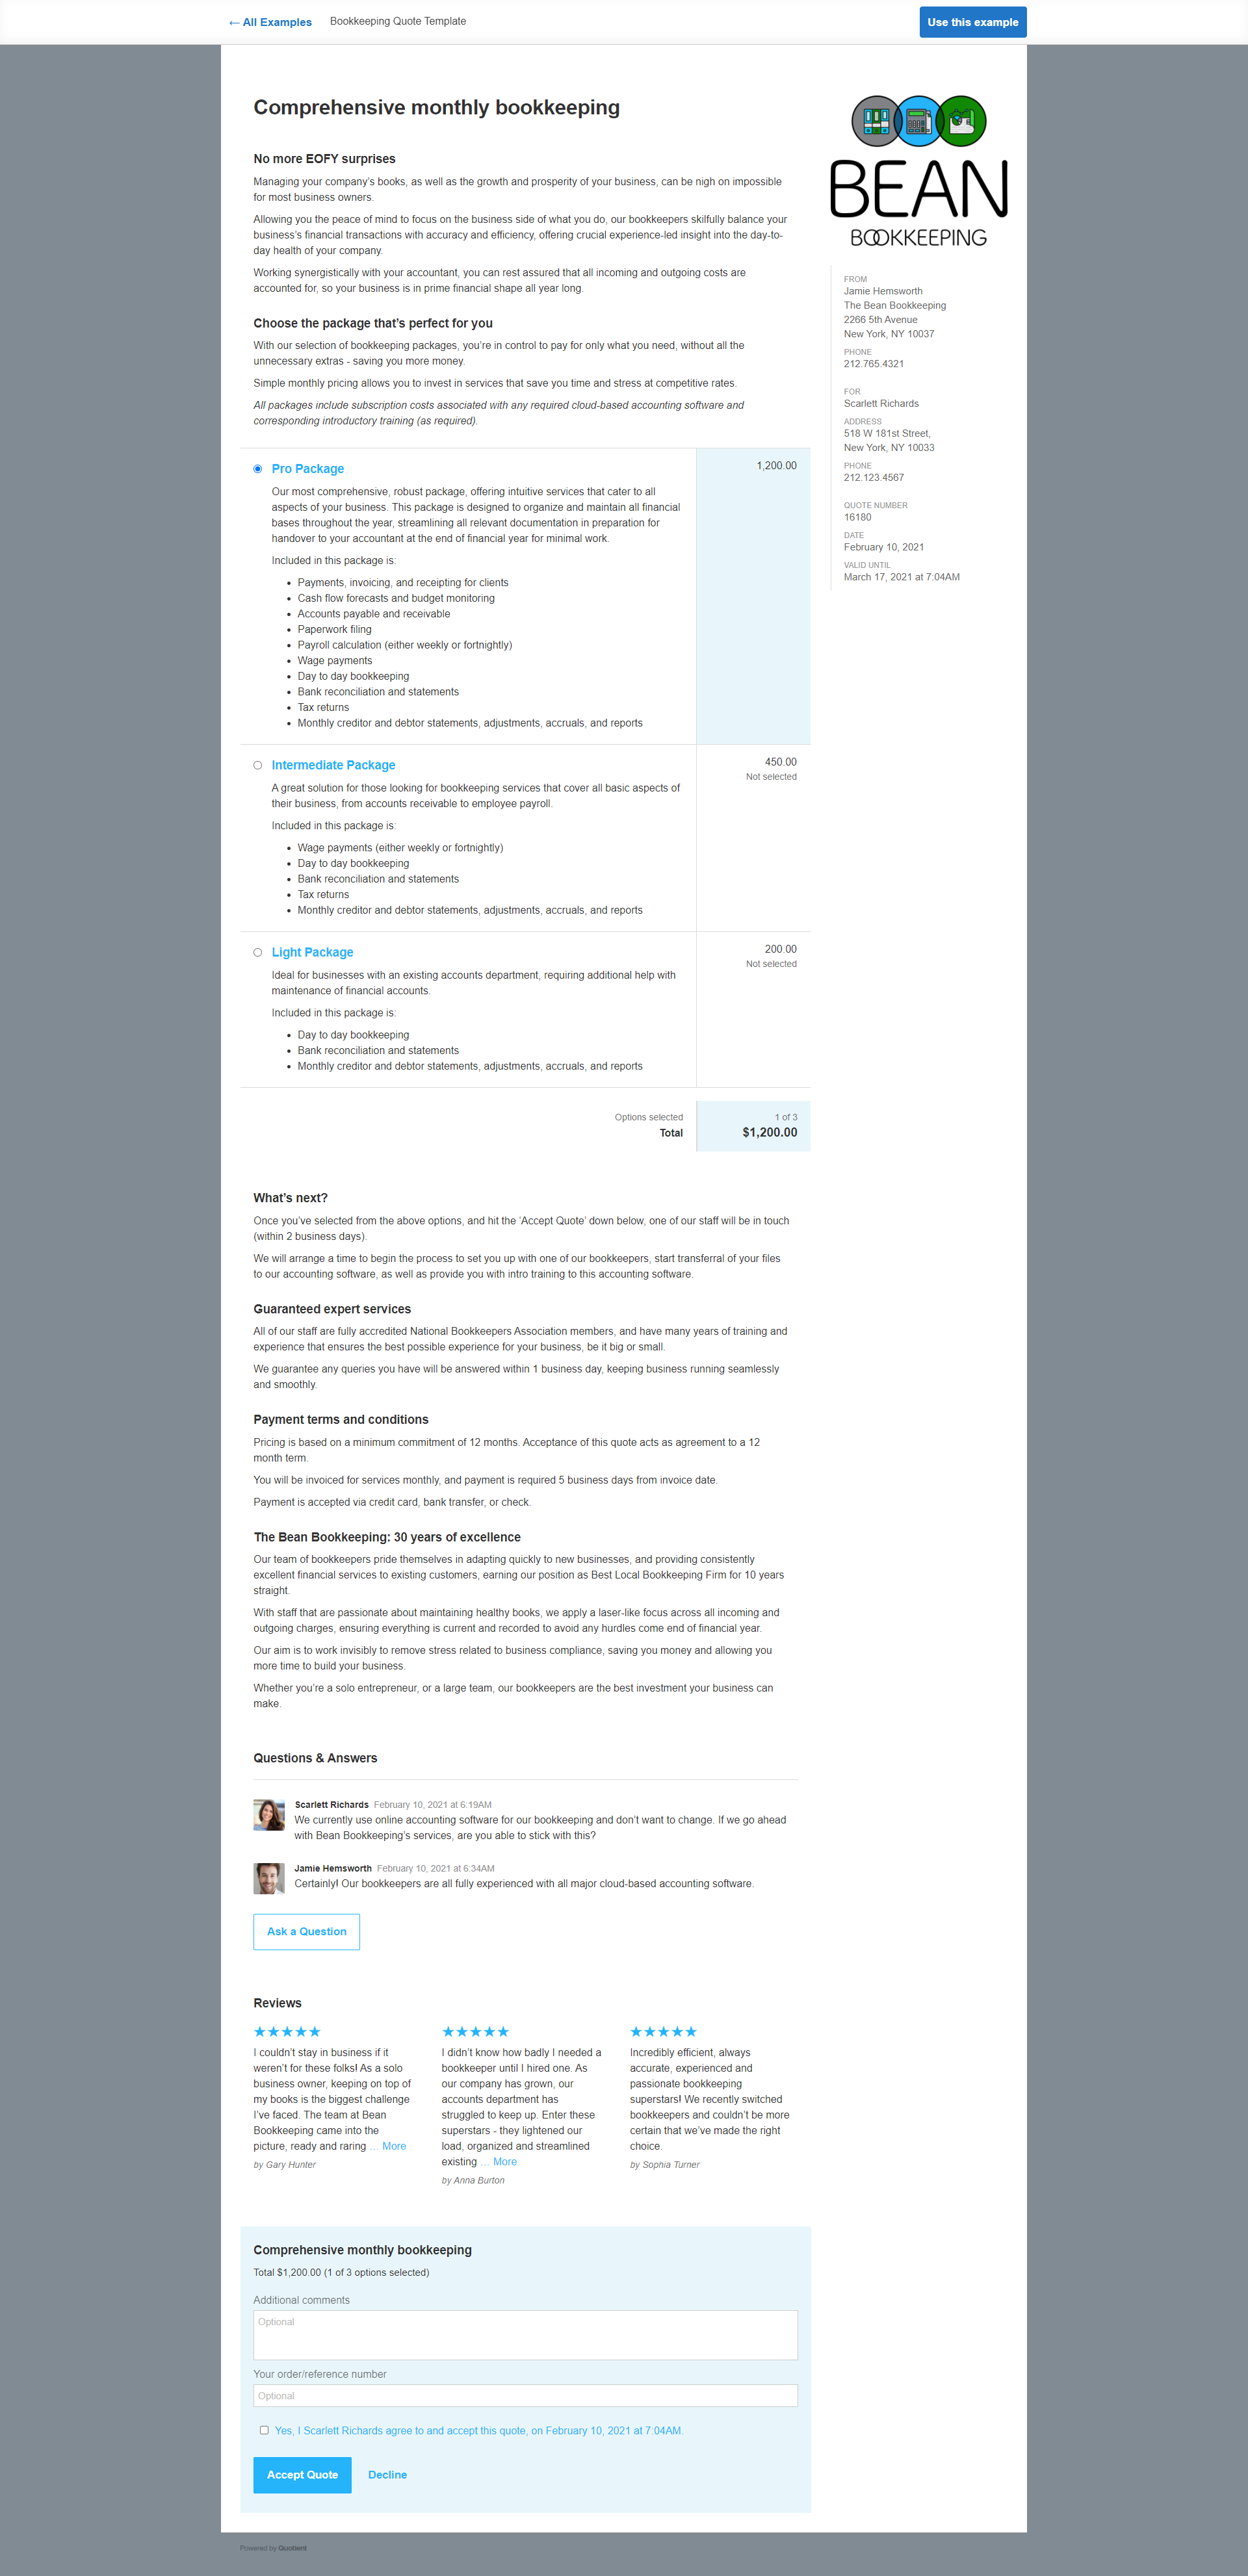 ← All Examples
Bookkeeping Quote Template
Use this example
Comprehensive monthly bookkeeping
No more EOFY surprises
Managing your company's books, as well as the growth and prosperity of your business, can be nigh on impossible
for most business owners.
Allowing you the peace of mind to focus on the business side of what you do, our bookkeepers skilfully balance your
business's financial transactions with accuracy and efficiency, offering crucial experience-led insight into the day-to-
day health of your company.
Working synergistically with your accountant, you can rest assured that all incoming and outgoing costs are
accounted for, so your business is in prime financial shape all year long.
Choose the package that's perfect for you
With our selection of bookkeeping packages, you're in control to pay for only what you need, without all the
unnecessary extras - saving you more money.
Simple monthly pricing allows you to invest in services that save you time and stress at competitive rates.
All packages include subscription costs associated with any required cloud-based accounting software and
corresponding introductory training (as required).
BEAN
BOOKKEEPING
FROM
Jamie Hemsworth
The Bean Bookkeeping
2266 5th Avenue
New York, NY 10037
PHONE
212.765.4321
FOR
Scarlett Richards
ADDRESS
518 W 181st Street,
New York, NY 10033
PHONE
212.123.4567
QUOTE NUMBER
16180
DATE
February 10, 2021
VALID UNTIL
March 17, 2021 at 7:04AM
Pro Package
1,200.00
Our most comprehensive, robust package, offering intuitive services that cater to all
aspects of your business. This package is designed to organize and maintain all financial
bases throughout the year, streamlining all relevant documentation in preparation for
handover to your accountant at the end of financial year for minimal work.
Included in this package is:
• Payments, invoicing, and receipting for clients
• Cash flow forecasts and budget monitoring
• Accounts payable and receivable
• Paperwork filing
• Payroll calculation (either weekly or fortnightly)
• Wage payments
• Day to day bookkeeping
• Bank reconciliation and statements
• Tax returns
• Monthly creditor and debtor statements, adjustments, accruals, and reports
Intermediate Package
450.00
Not selected
A great solution for those looking for bookkeeping services that cover all basic aspects of
their business, from accounts receivable to employee payroll.
Included in this package is:
• Wage payments (either weekly or fortnightly)
• Day to day bookkeeping
• Bank reconciliation and statements
• Tax returns
• Monthly creditor and debtor statements, adjustments, accruals, and reports
Light Package
200.00
Not selected
Ideal for businesses with an existing accounts department, requiring additional help with
maintenance of financial accounts.
Included in this package is:
• Day to day bookkeeping
• Bank reconciliation and statements
• Monthly creditor and debtor statements, adjustments, accruals, and reports
Options selected 1 of 3
Total $1,200.00
What's next?
Once you've selected from the above options, and hit the 'Accept Quote' down below, one of our staff will be in touch
(within 2 business days).
We will arrange a time to begin the process to set you up with one of our bookkeepers, start transferral of your files
to our accounting software, as well as provide you with intro training to this accounting software.
Guaranteed expert services
All of our staff are fully accredited National Bookkeepers Association members, and have many years of training and
experience that ensures the best possible experience for your business, be it big or small.
We guarantee any queries you have will be answered within 1 business day, keeping business running seamlessly
and smoothly.
Payment terms and conditions
Pricing is based on a minimum commitment of 12 months. Acceptance of this quote acts as agreement to a 12
month term.
You will be invoiced for services monthly, and payment is required 5 business days from invoice date.
Payment is accepted via credit card, bank transfer, or check.
The Bean Bookkeeping: 30 years of excellence
Our team of bookkeepers pride themselves in adapting quickly to new businesses, and providing consistently
excellent financial services to existing customers, earning our position as Best Local Bookkeeping Firm for 10 years
straight.
With staff that are passionate about maintaining healthy books, we apply a laser-like focus across all incoming and
outgoing charges, ensuring everything is current and recorded to avoid any hurdles come end of financial year.
Our aim is to work invisibly to remove stress related to business compliance, saving you money and allowing you
more time to build your business.
Whether you're a solo entrepreneur, or a large team, our bookkeepers are the best investment your business can
make.
Questions & Answers
Scarlett Richards February 10, 2021 at 6:19AM
We currently use online accounting software for our bookkeeping and don't want to change. If we go ahead
with Bean Bookkeeping's services, are you able to stick with this?
Jamie Hemsworth February 10, 2021 at 6:34AM
Certainly! Our bookkeepers are all fully experienced with all major cloud-based accounting software.
Ask a Question
Reviews
★★★★★
I couldn't stay in business if it
weren't for these folks! As a solo
business owner, keeping on top of
my books is the biggest challenge
I've faced. The team at Bean
Bookkeeping came into the
picture, ready and raring … More
by Gary Hunter
★★★★★
I didn't know how badly I needed a
bookkeeper until I hired one. As
our company has grown, our
accounts department has
struggled to keep up. Enter these
superstars - they lightened our
load, organized and streamlined
existing … More
by Anna Burton
★★★★★
Incredibly efficient, always
accurate, experienced and
passionate bookkeeping
superstars! We recently switched
bookkeepers and couldn't be more
certain that we've made the right
choice.
by Sophia Turner
Comprehensive monthly bookkeeping
Total $1,200.00 (1 of 3 options selected)
Additional comments
Optional
Your order/reference number
Optional
Yes, I Scarlett Richards agree to and accept this quote, on February 10, 2021 at 7:04AM.
Accept Quote
Decline
Powered by Quotient